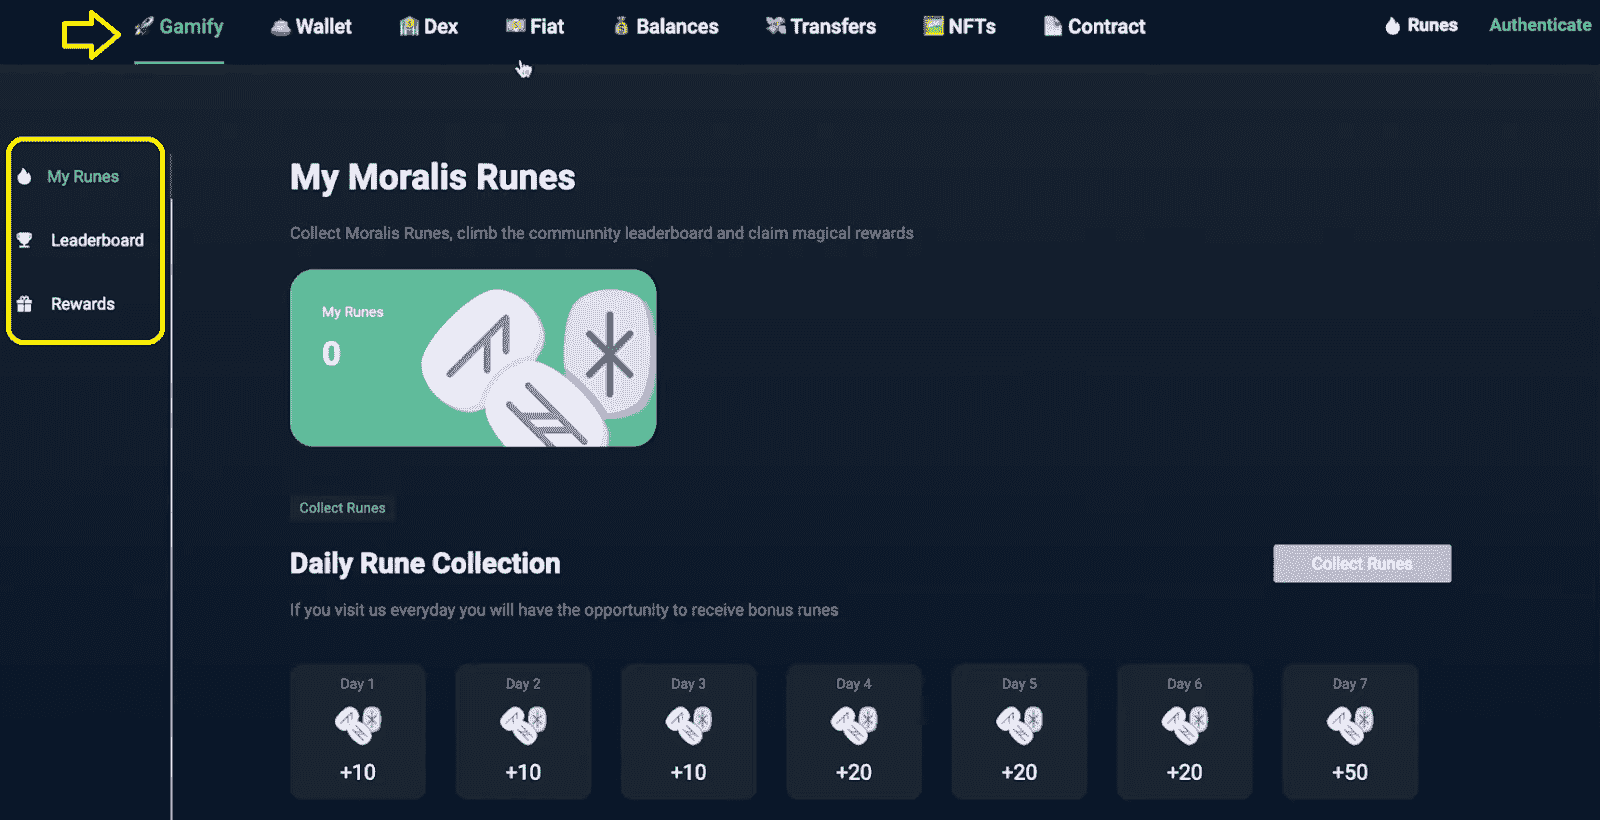 Gamify Wallet Dex Fiat Balances Transfers NFTs Contract Runes Authenticate
My Runes
Leaderboard
Rewards
My Moralis Runes
Collect Moralis Runes, climb the communnity leaderboard and claim magical rewards
My Runes
0
Collect Runes
Daily Rune Collection
Collect Runes
If you visit us everyday you will have the opportunity to receive bonus runes
Day 1 Day 2 Day 3 Day 4 Day 5 Day 6 Day 7
+10 +10 +10 +20 +20 +20 +50